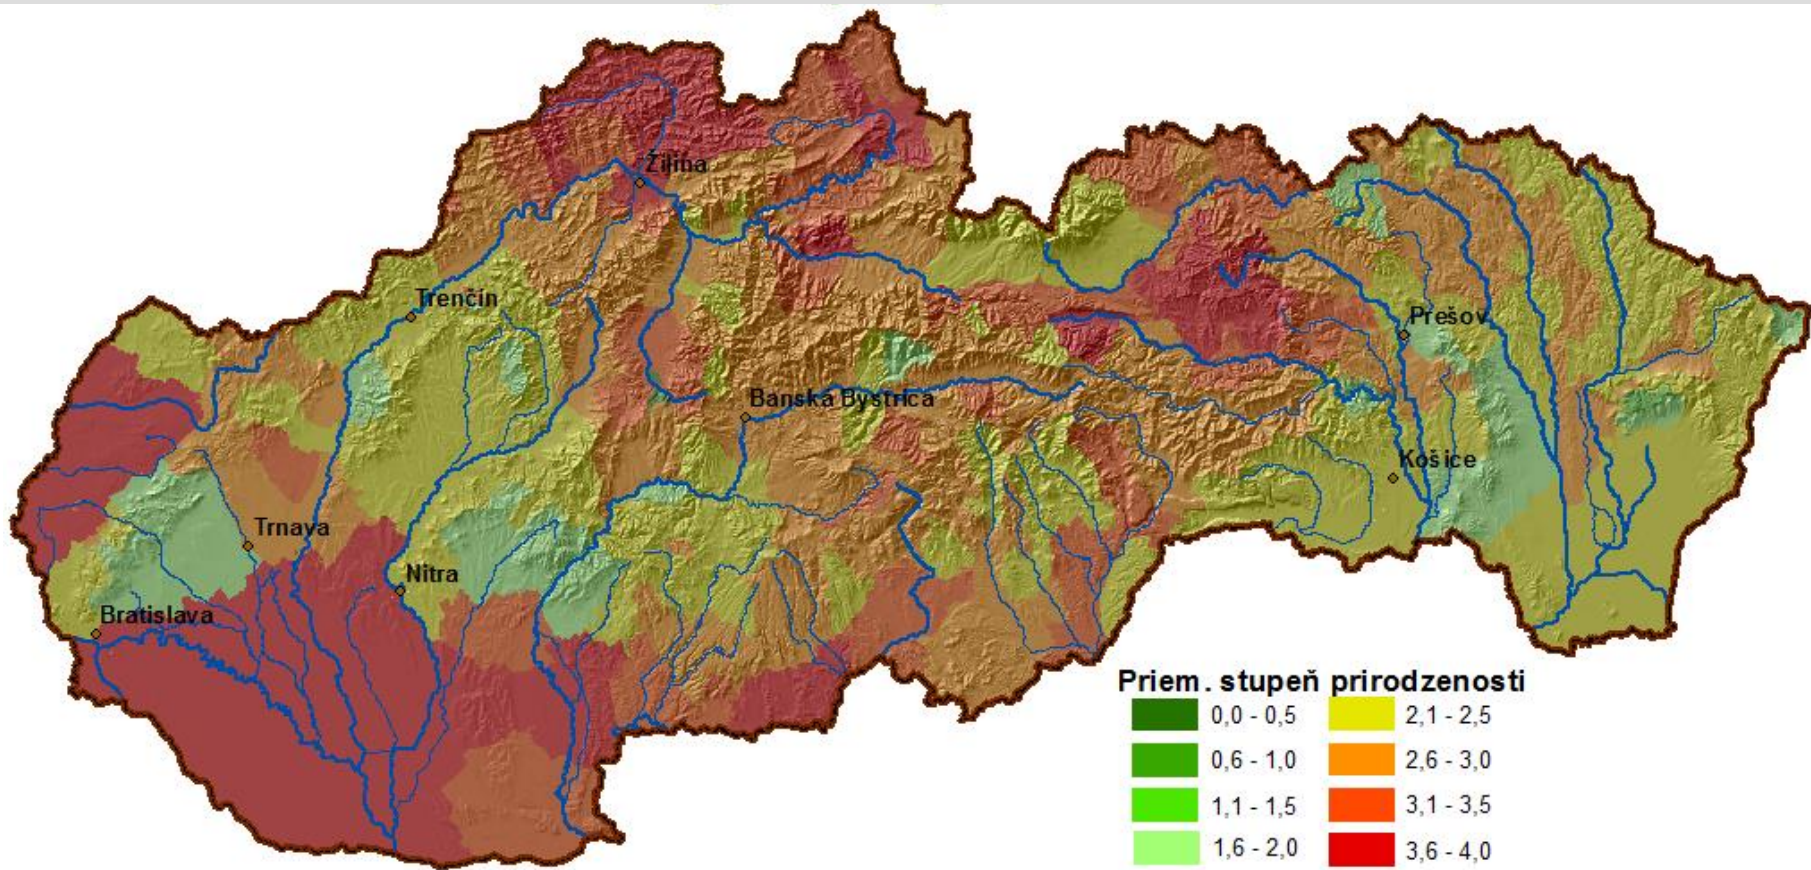 Žilina
Trenčín
Přešov
Banská Bystrica
Košice
Trnava
Nitra
Bratislava
Priem. stupeň prirodzenosti
0,0 - 0,5
0,6 - 1,0
1,1 - 1,5
1,6 - 2,0
2,1 - 2,5
2,6 - 3,0
3,1 - 3,5
3,6 - 4,0